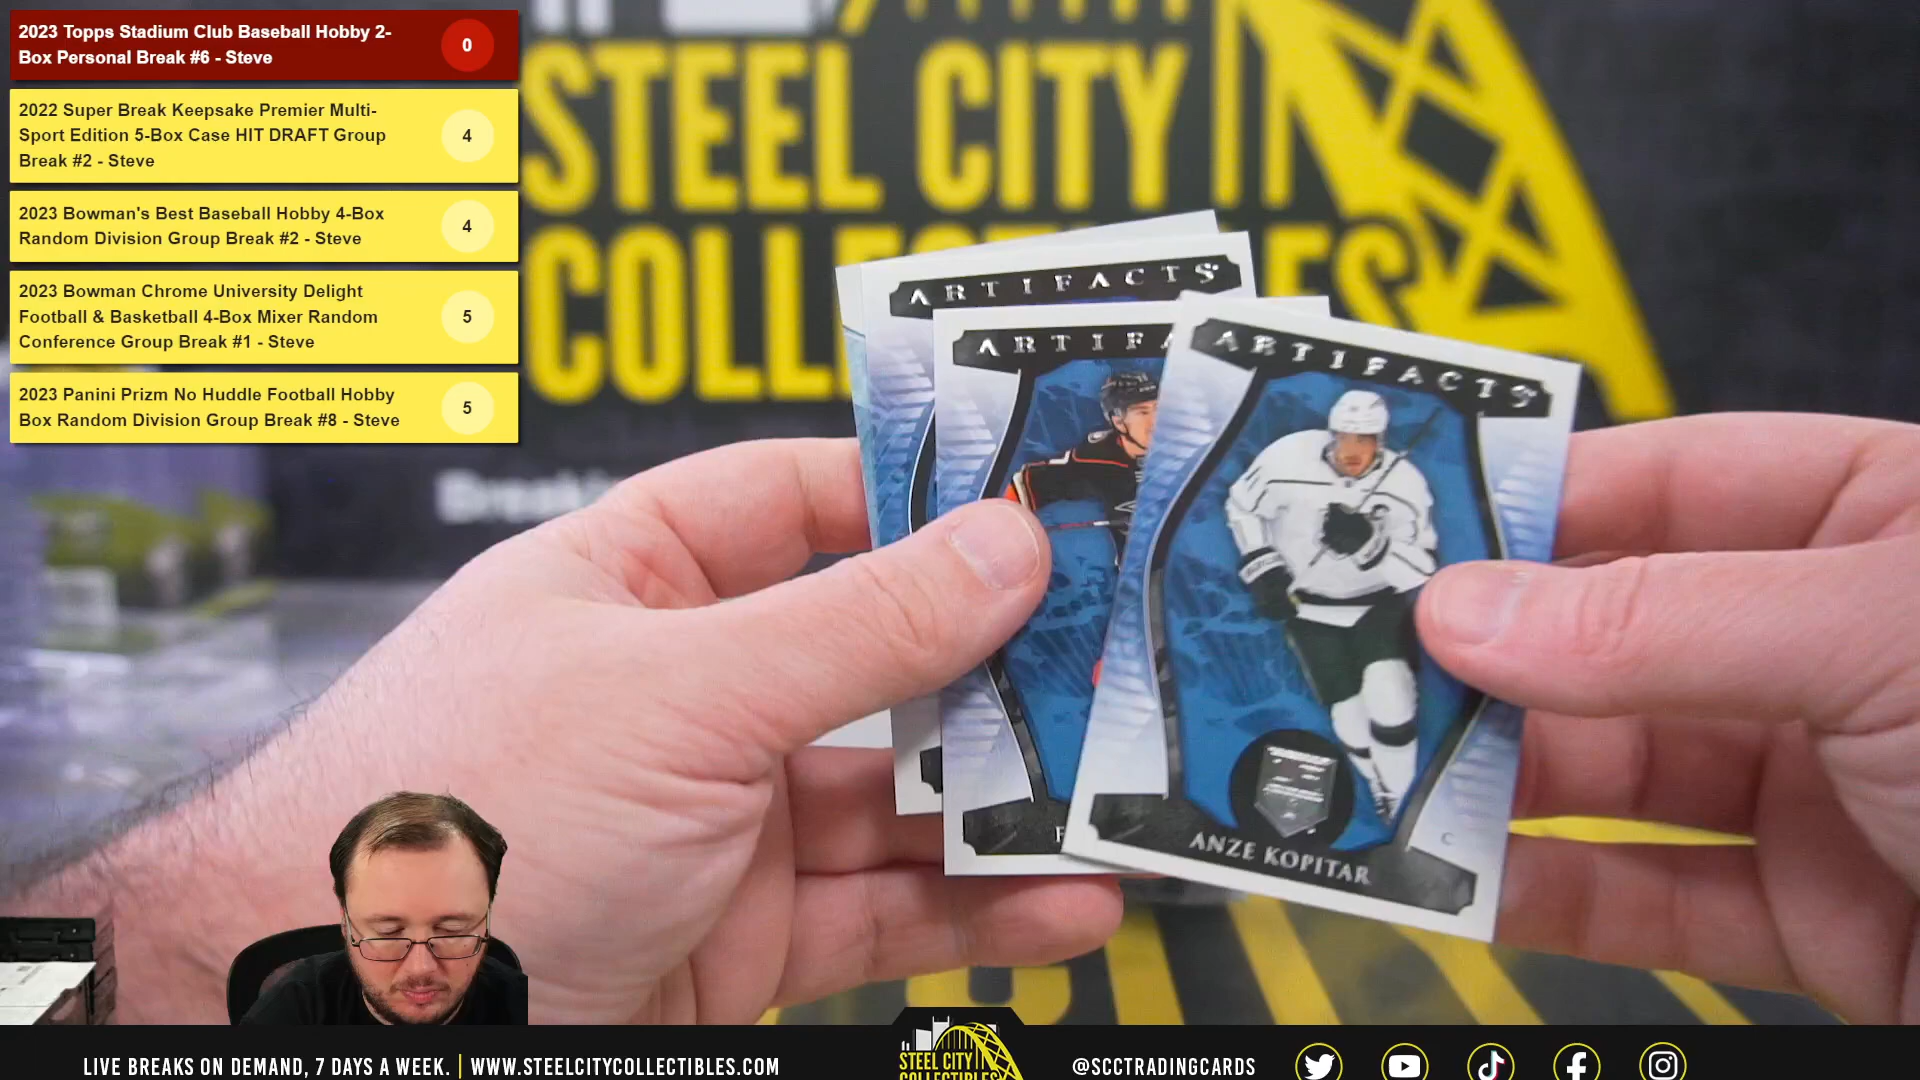 2023 Topps Stadium Club Baseball Hobby 2-
Box Personal Break #6 - Steve
0
2022 Super Break Keepsake Premier Multi-
Sport Edition 5-Box Case HIT DRAFT Group
Break #2 - Steve
4
2023 Bowman's Best Baseball Hobby 4-Box
Random Division Group Break #2 - Steve
4
2023 Bowman Chrome University Delight
Football & Basketball 4-Box Mixer Random
Conference Group Break #1 - Steve
5
2023 Panini Prizm No Huddle Football Hobby
Box Random Division Group Break #8 - Steve
5
STEEL CITY
ARTIFACTS
ARTIFA
ARTIFACTS
C
ANZE KOPITAR
LIVE BREAKS ON DEMAND, 7 DAYS A WEEK. | WWW.STEELCITYCOLLECTIBLES.COM
STEEL CITY
COLLECTIBLES
@SCCTRADINGCARDS